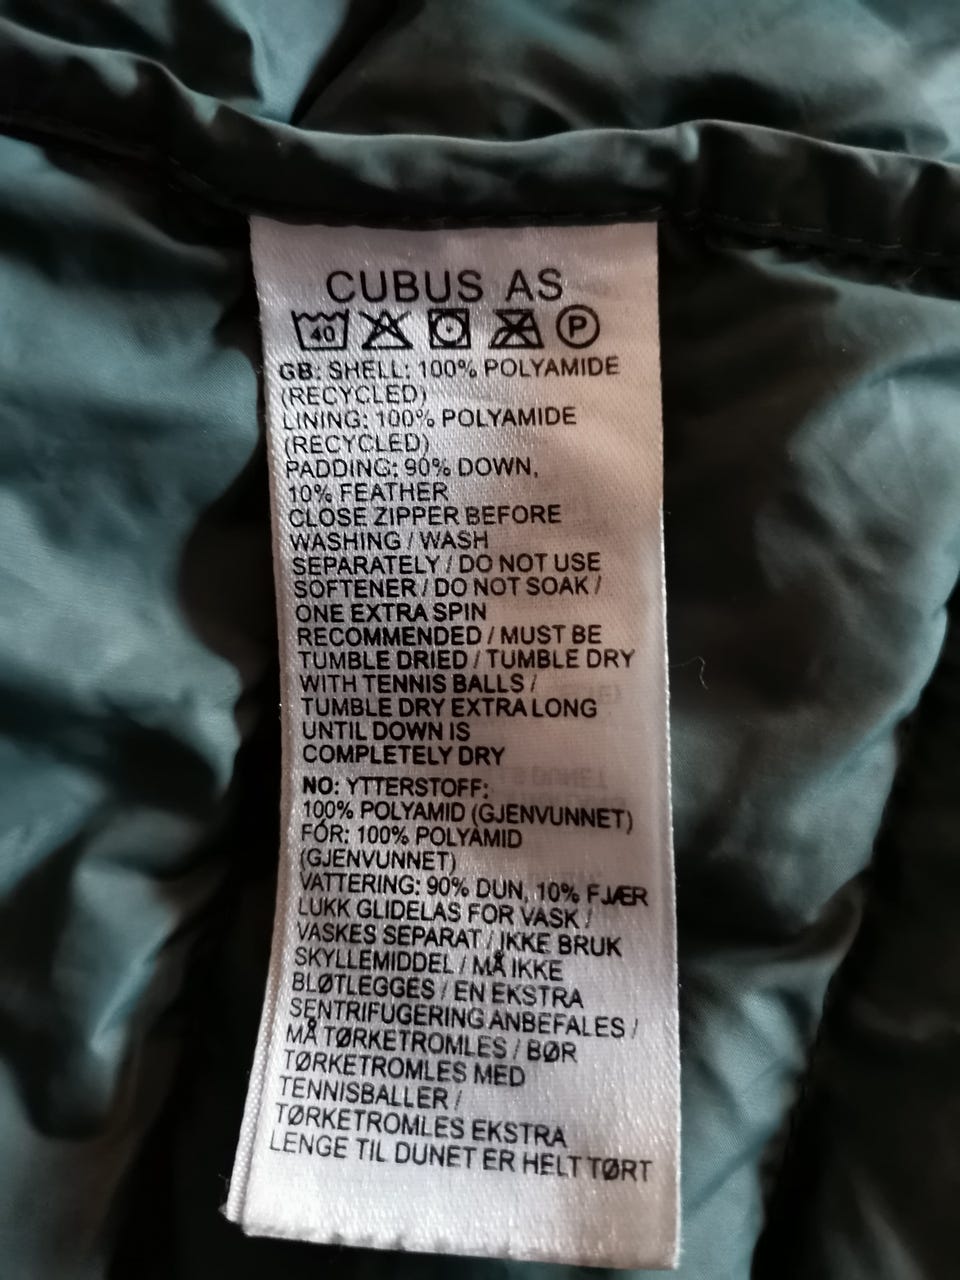 CUBUS AS
40 P
GB: SHELL: 100% POLYAMIDE
(RECYCLED)
LINING: 100% POLYAMIDE
(RECYCLED)
PADDING: 90% DOWN,
10% FEATHER
CLOSE ZIPPER BEFORE
WASHING / WASH
SEPARATELY / DO NOT USE
SOFTENER / DO NOT SOAK /
ONE EXTRA SPIN
RECOMMENDED / MUST BE
TUMBLE DRIED / TUMBLE DRY
WITH TENNIS BALLS /
TUMBLE DRY EXTRA LONG
UNTIL DOWN IS
COMPLETELY DRY
NO: YTTERSTOFF:
100% POLYAMID (GJENVUNNET)
FÓR: 100% POLYAMID
(GJENVUNNET)
VATTERING: 90% DUN, 10% FJÆR
LUKK GLIDELAS FOR VASK /
VASKES SEPARAT / IKKE BRUK
SKYLLEMIDDEL / MÅ IKKE
BLØTLEGGES / EN EKSTRA
SENTRIFUGERING ANBEFALES /
MÅ TØRKETROMLES / BØR
TØRKETROMLES MED
TENNISBALLER /
TØRKETROMLES EKSTRA
LENGE TIL DUNET ER HELT TØRT